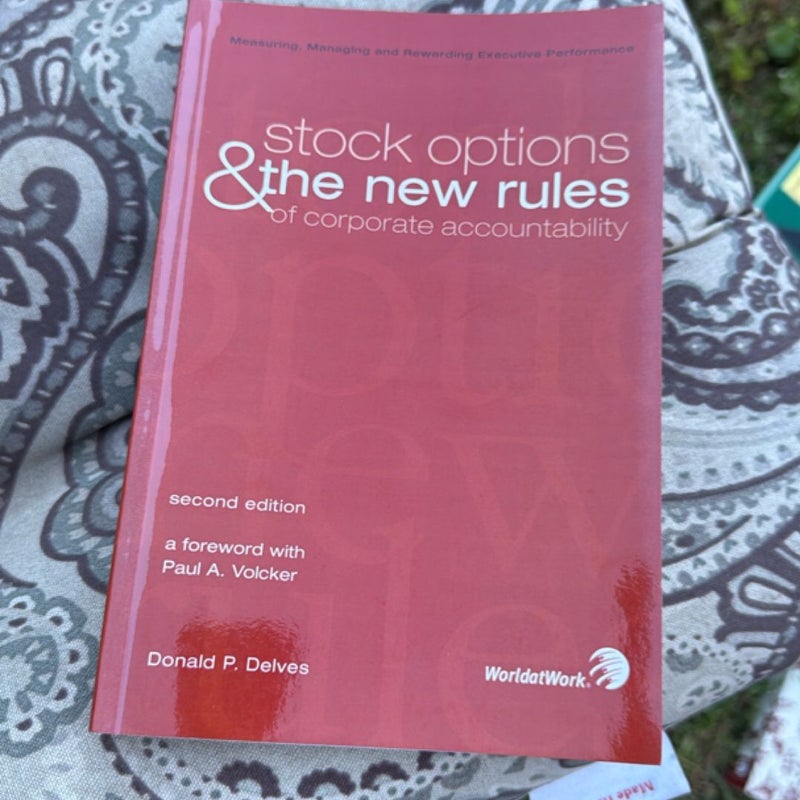 Measuring, Managing and Rewarding Executive Performance
stock options
& the new rules
of corporate accountability
second edition
a foreword with
Paul A. Volcker
Donald P. Delves
WorldatWork®
Made